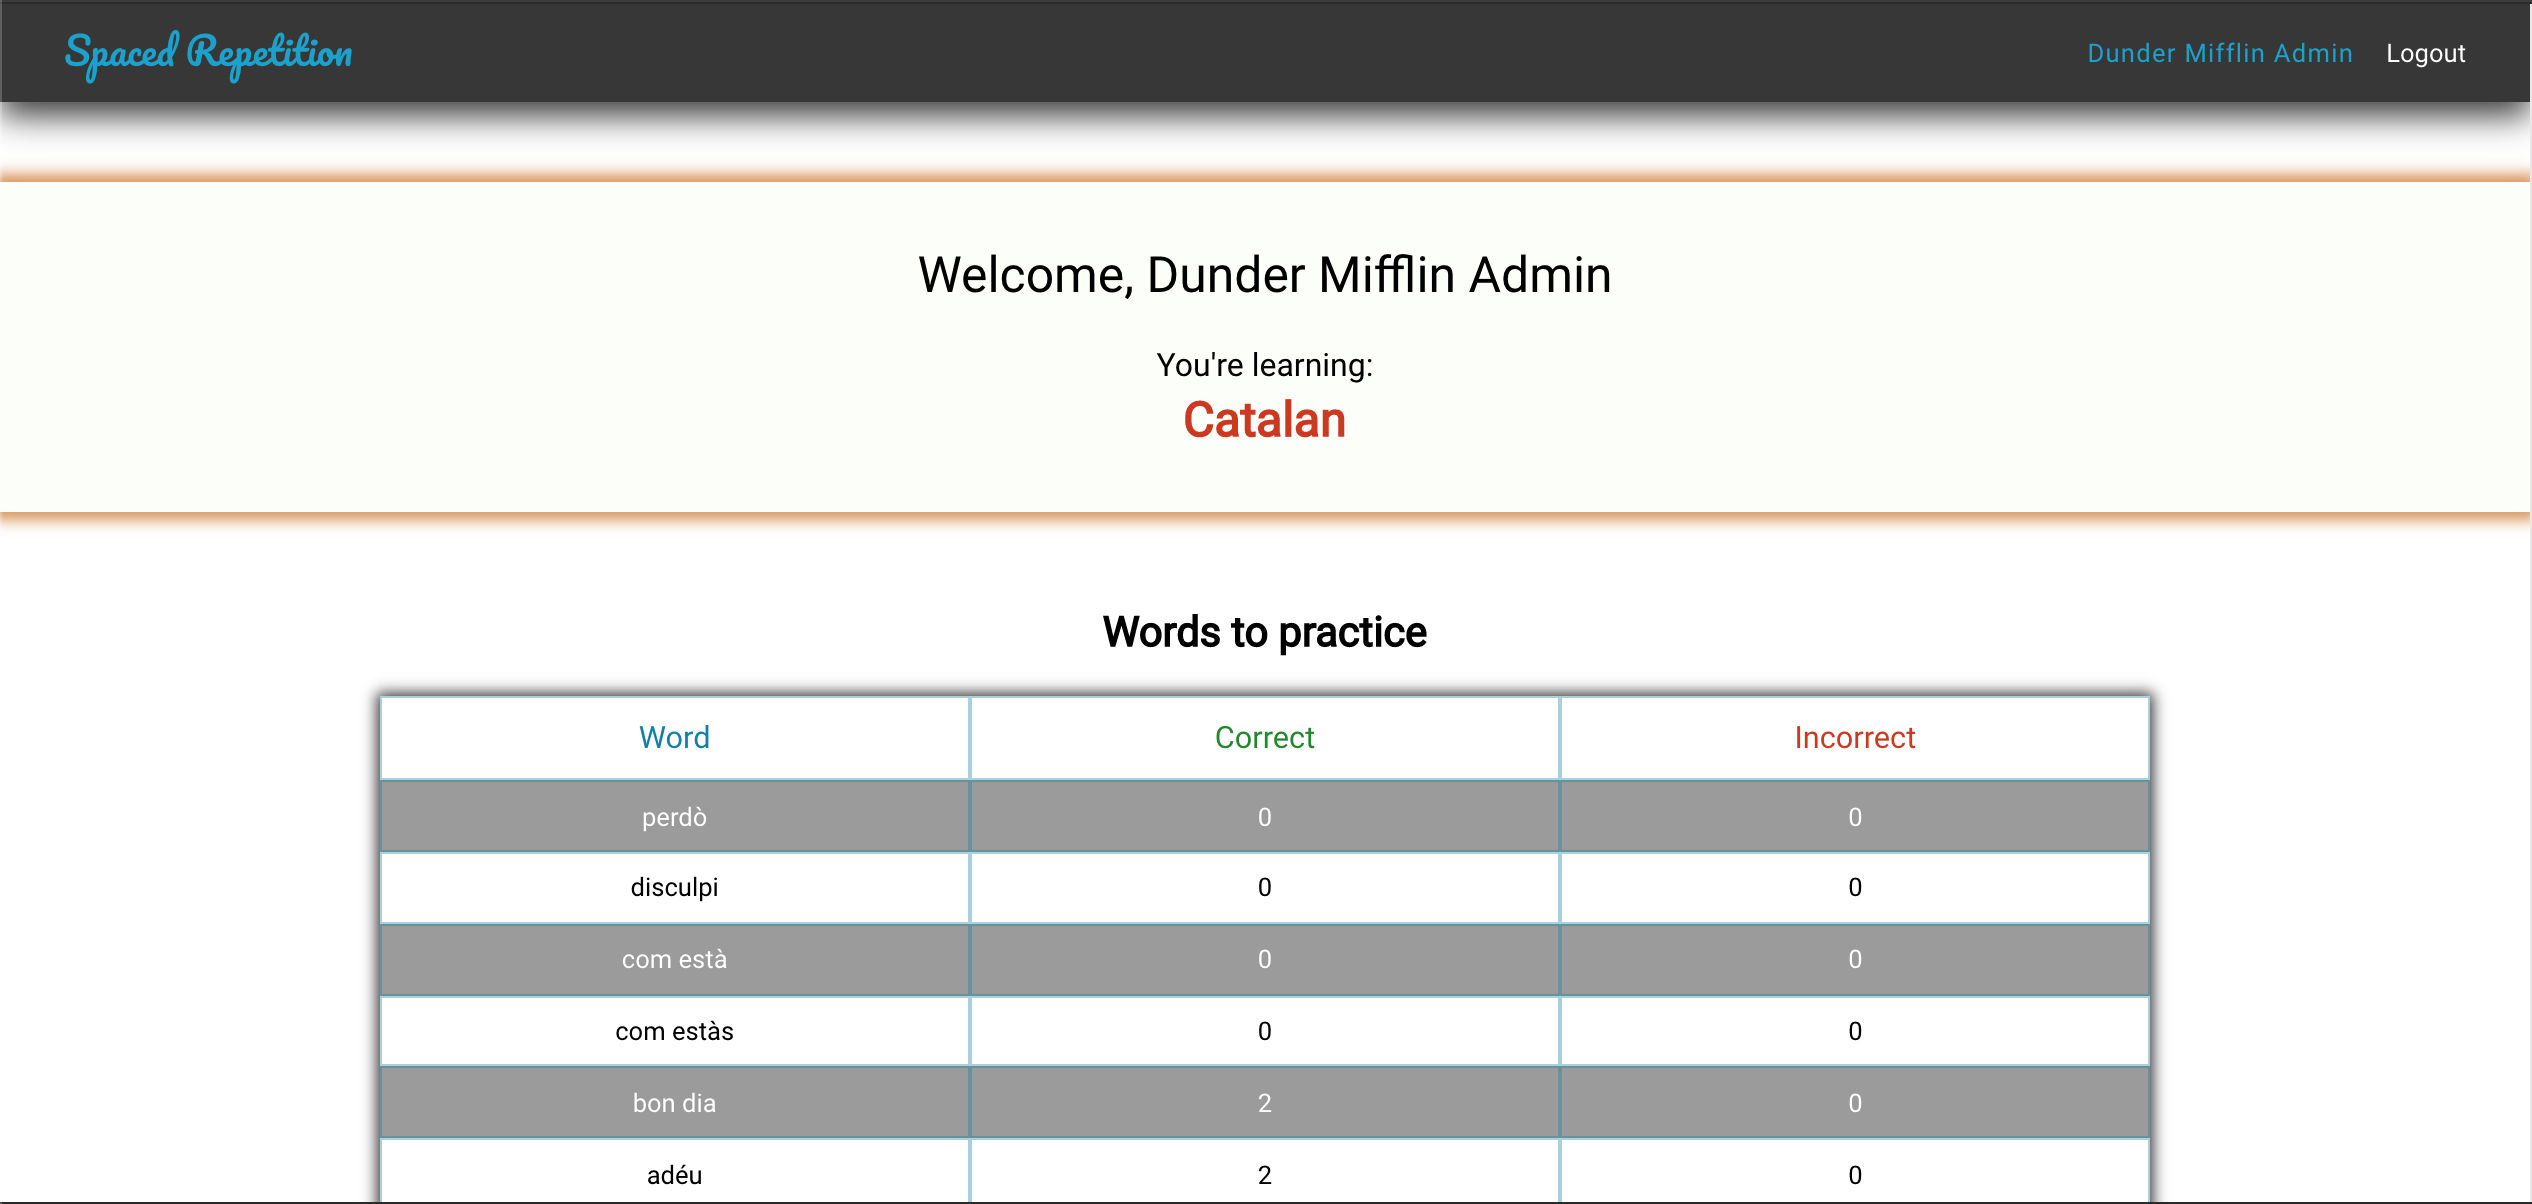 Spaced Repetition
Dunder Mifflin Admin Logout
Welcome, Dunder Mifflin Admin
You're learning:
Catalan
Words to practice
Word Correct Incorrect
perdò 0 0
disculpi 0 0
com està 0 0
com estàs 0 0
bon dia 2 0
adéu 2 0